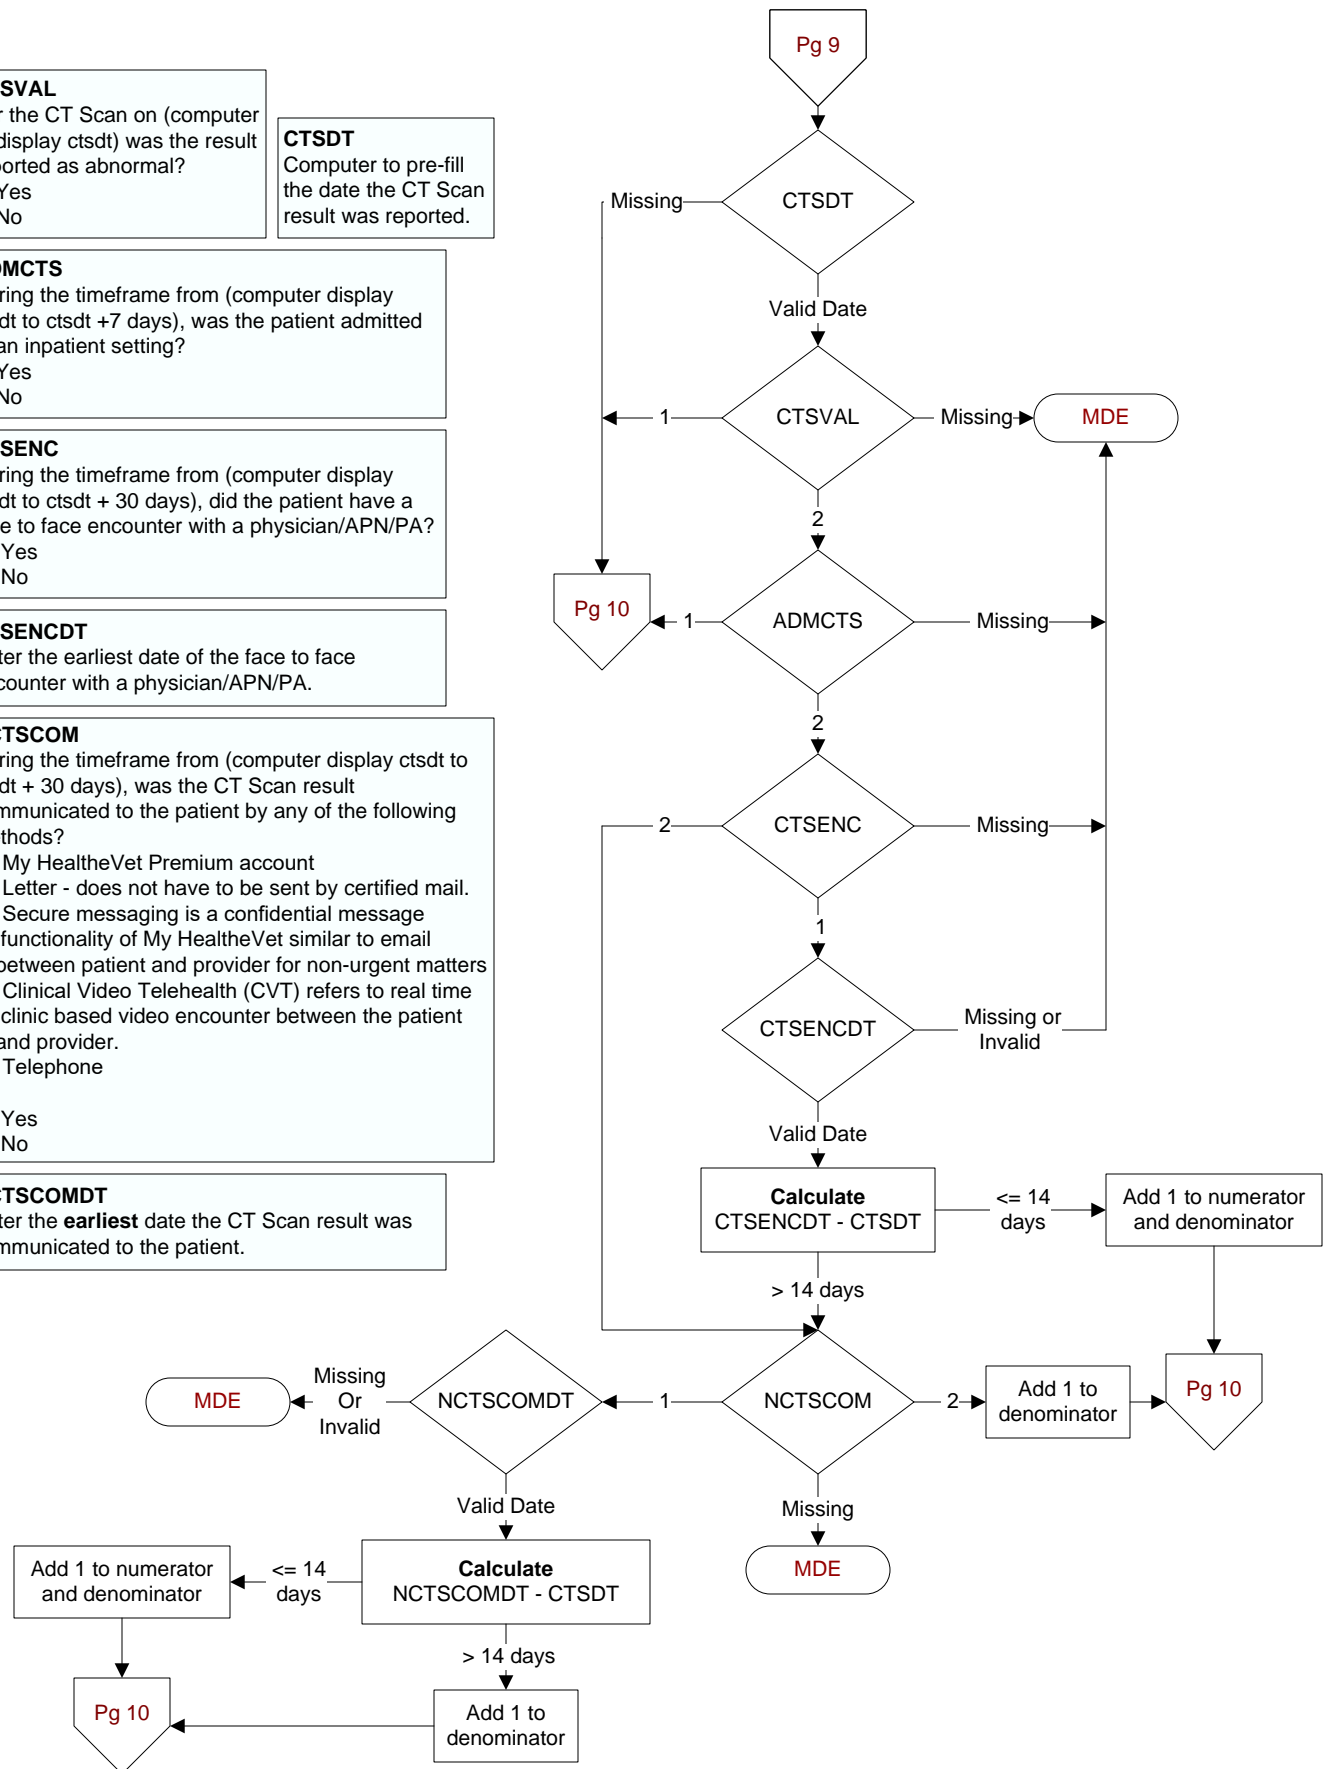 Pg 9
SVAL
r the CT Scan on (computer
display ctsdt) was the result
orted as abnormal?
Yes
No
CTSDT
Computer to pre-fill
the date the CT Scan
result was reported.
DMCTS
ring the timeframe from (computer display
dt to ctsdt +7 days), was the patient admitted
an inpatient setting?
Yes
No
SENC
ring the timeframe from (computer display
dt to ctsdt + 30 days), did the patient have a
e to face encounter with a physician/APN/PA?
Yes
No
SENCDT
ter the earliest date of the face to face
counter with a physician/APN/PA.
CTSCOM
ring the timeframe from (computer display ctsdt to
dt + 30 days), was the CT Scan result
mmunicated to the patient by any of the following
thods?
My HealtheVet Premium account
Letter - does not have to be sent by certified mail.
Secure messaging is a confidential message
functionality of My HealtheVet similar to email
between patient and provider for non-urgent matters
Clinical Video Telehealth (CVT) refers to real time
clinic based video encounter between the patient
and provider.
Telephone
Yes
No
CTSCOMDT
ter the earliest date the CT Scan result was
mmunicated to the patient.
CTSDT
Missing
Valid Date
CTSVAL
1
Missing
MDE
2
ADMCTS
1
Pg 10
Missing
2
CTSENC
2
Missing
1
CTSENCDT
Missing or
Invalid
Valid Date
Calculate
CTSENCDT - CTSDT
<= 14
days
Add 1 to numerator
and denominator
> 14 days
NCTSCOM
2
Add 1 to
denominator
Pg 10
1
NCTSCOMDT
Missing
Or
Invalid
MDE
Missing
MDE
Valid Date
Calculate
NCTSCOMDT - CTSDT
<= 14
days
Add 1 to numerator
and denominator
> 14 days
Add 1 to
denominator
Pg 10